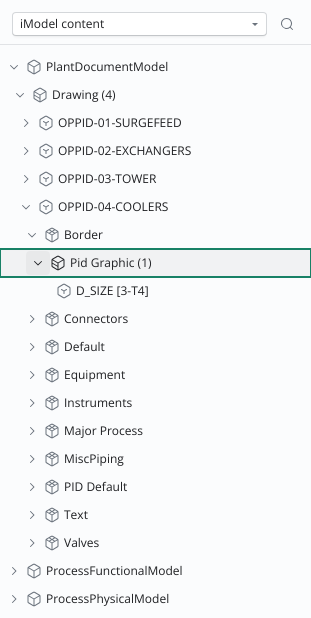 iModel content
PlantDocumentModel
Drawing (4)
OPPID-01-SURGEFEED
OPPID-02-EXCHANGERS
OPPID-03-TOWER
OPPID-04-COOLERS
Border
Pid Graphic (1)
D_SIZE [3-T4]
Connectors
Default
Equipment
Instruments
Major Process
MiscPiping
PID Default
Text
Valves
ProcessFunctionalModel
ProcessPhysicalModel